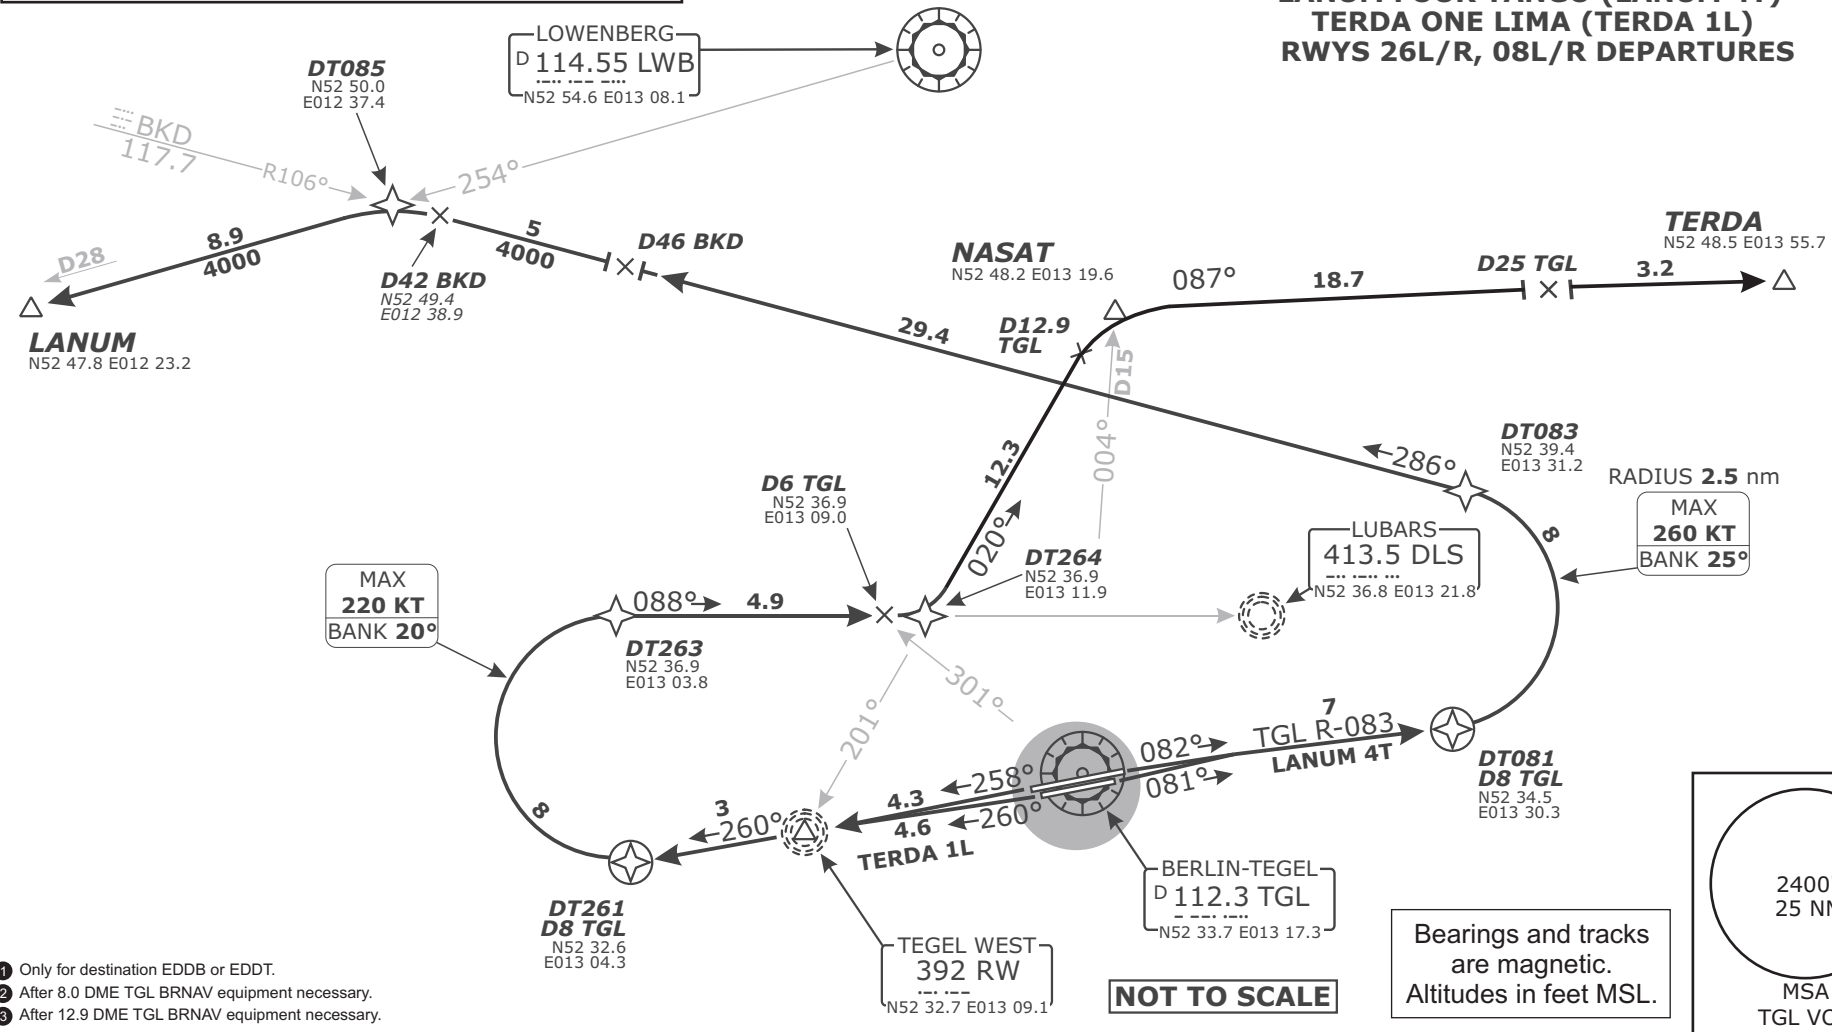 TERDA ONE LIMA (TERDA 1L)
RWYS 26L/R, 08L/R DEPARTURES
LOWENBERG
D 114.55 LWB
N52 54.6 E013 08.1
DT085
N52 50.0
E012 37.4
BKD
117.7
R106°
254°
8.9
4000
D28
LANUM
N52 47.8 E012 23.2
5
4000
D42 BKD
N52 49.4
E012 38.9
D46 BKD
29.4
NASAT
N52 48.2 E013 19.6
087°
18.7
D25 TGL
3.2
TERDA
N52 48.5 E013 55.7
D12.9
TGL
D15
004°
12.3
020°
286°
DT083
N52 39.4
E013 31.2
RADIUS 2.5 nm
MAX
260 KT
BANK 25°
8
D6 TGL
N52 36.9
E013 09.0
DT264
N52 36.9
E013 11.9
LUBARS
413.5 DLS
N52 36.8 E013 21.8
MAX
220 KT
BANK 20°
088°
4.9
DT263
N52 36.9
E013 03.8
301°
201°
8
7
TGL R-083
LANUM 4T
082°
081°
DT081
D8 TGL
N52 34.5
E013 30.3
258°
4.3
260°
4.6
TERDA 1L
3
260°
DT261
D8 TGL
N52 32.6
E013 04.3
BERLIN-TEGEL
D 112.3 TGL
N52 33.7 E013 17.3
TEGEL WEST
392 RW
N52 32.7 E013 09.1
NOT TO SCALE
Bearings and tracks
are magnetic.
Altitudes in feet MSL.
2400
25
MSA
TGL
1 Only for destination EDDB or EDDT.
2 After 8.0 DME TGL BRNAV equipment necessary.
3 After 12.9 DME TGL BRNAV equipment necessary.